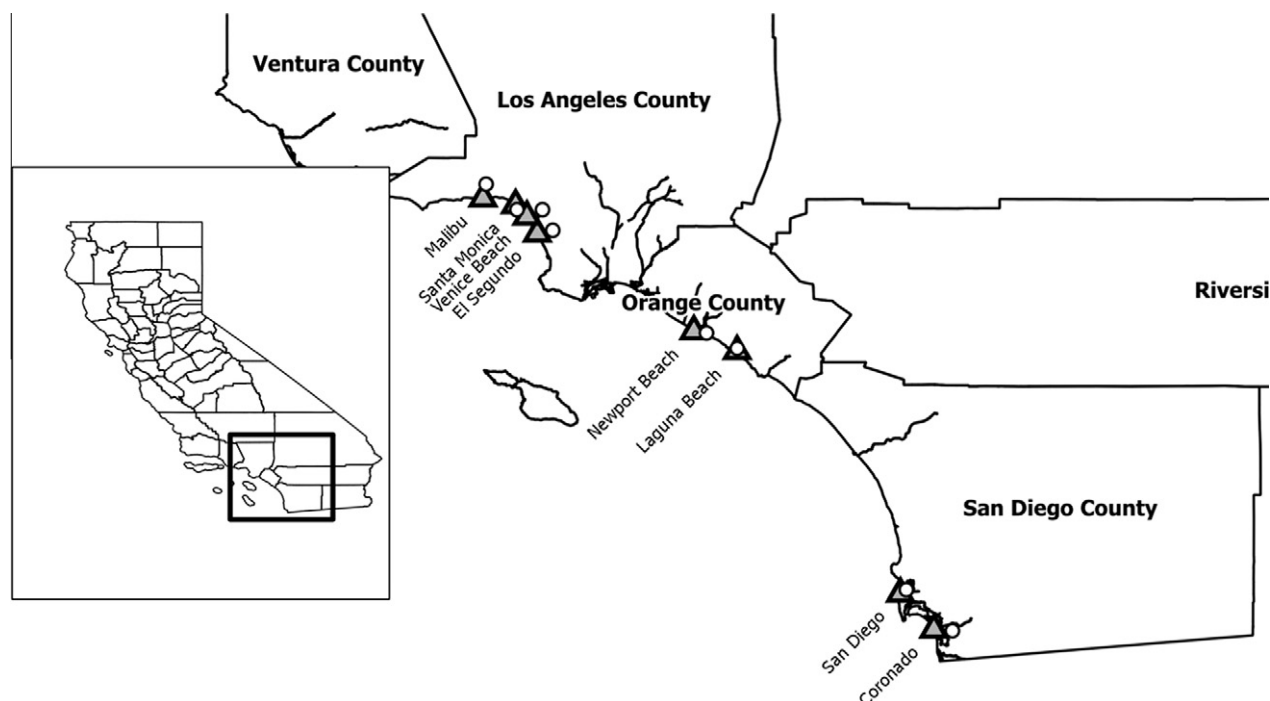 Ventura County
Los Angeles County
Malibu
Santa Monica
Venice Beach
El Segundo
Orange County
Riversi
Newport Beach
Laguna Beach
San Diego County
San Diego
Coronado